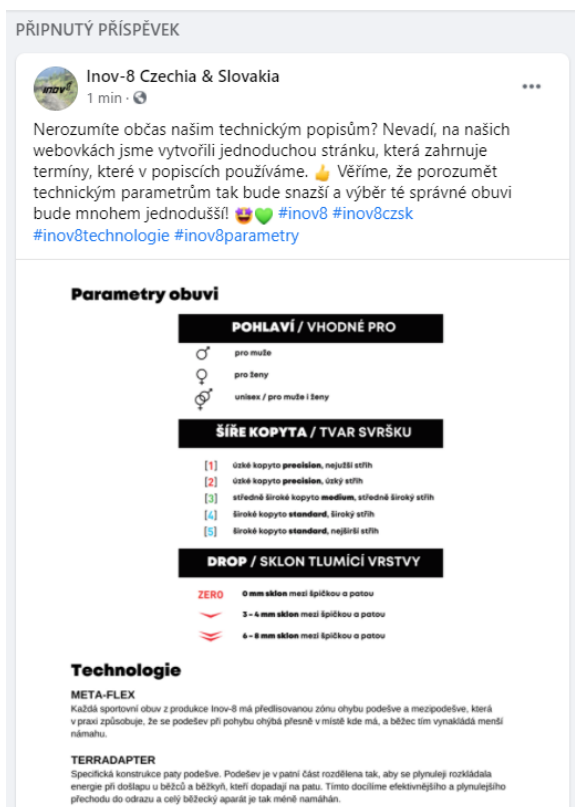 PŘIPNUTÝ PŘÍSPĚVEK
inov8
Inov-8 Czechia & Slovakia
1 min ·
Nerozumíte občas našim technickým popisům? Nevadí, na našich
webovkách jsme vytvořili jednoduchou stránku, která zahrnuje
termíny, které v popiscích používáme. 👍 Věříme, že porozumět
technickým parametrům tak bude snazší a výběr té správné obuvi
bude mnohem jednodušší! 🤩💚 #inov8 #inov8czsk
#inov8technologie #inov8parametry
Parametry obuvi
POHLAVÍ / VHODNÉ PRO
♂ pro muže
♀ pro ženy
⚤ unisex / pro muže i ženy
ŠÍŘE KOPYTA / TVAR SVRŠKU
[1] úzké kopyto precision, nejužší střih
[2] úzké kopyto precision, úzký střih
[3] středně široké kopyto medium, středně široký střih
[4] široké kopyto standard, široký střih
[5] široké kopyto standard, nejširší střih
DROP / SKLON TLUMÍCÍ VRSTVY
ZERO 0 mm sklon mezi špičkou a patou
3 – 4 mm sklon mezi špičkou a patou
6 – 8 mm sklon mezi špičkou a patou
Technologie
META-FLEX
Každá sportovní obuv z produkce Inov-8 má předlisovanou zónu ohybu podešve a mezipodešve, která
v praxi způsobuje, že se podešev při pohybu ohýbá přesně v místě kde má, a běžec tím vynakládá menší
námahu.
TERRADAPTER
Specifická konstrukce paty podešve. Podešev je v patní část rozdělena tak, aby se plynuleji rozkládala
energie při došlapu u běžců a běžkyň, kteří dopadají na patu. Tímto docílíme efektivnějšího a plynulejšího
přechodu do odrazu a celý běžecký aparát je tak méně namáhán.